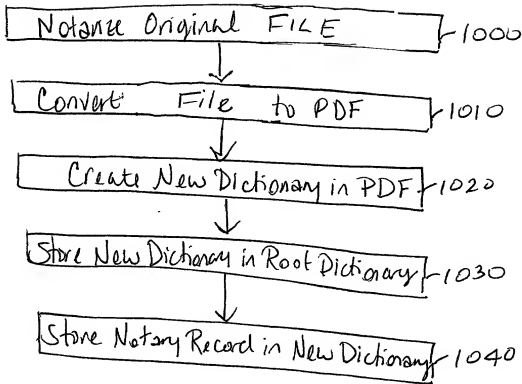 Notarize Original FILE 1000
Convert File to PDF 1010
Create New Dictionary in PDF 1020
Store New Dictionary in Root Dictionary 1030
Store Notary Record in New Dictionary 1040